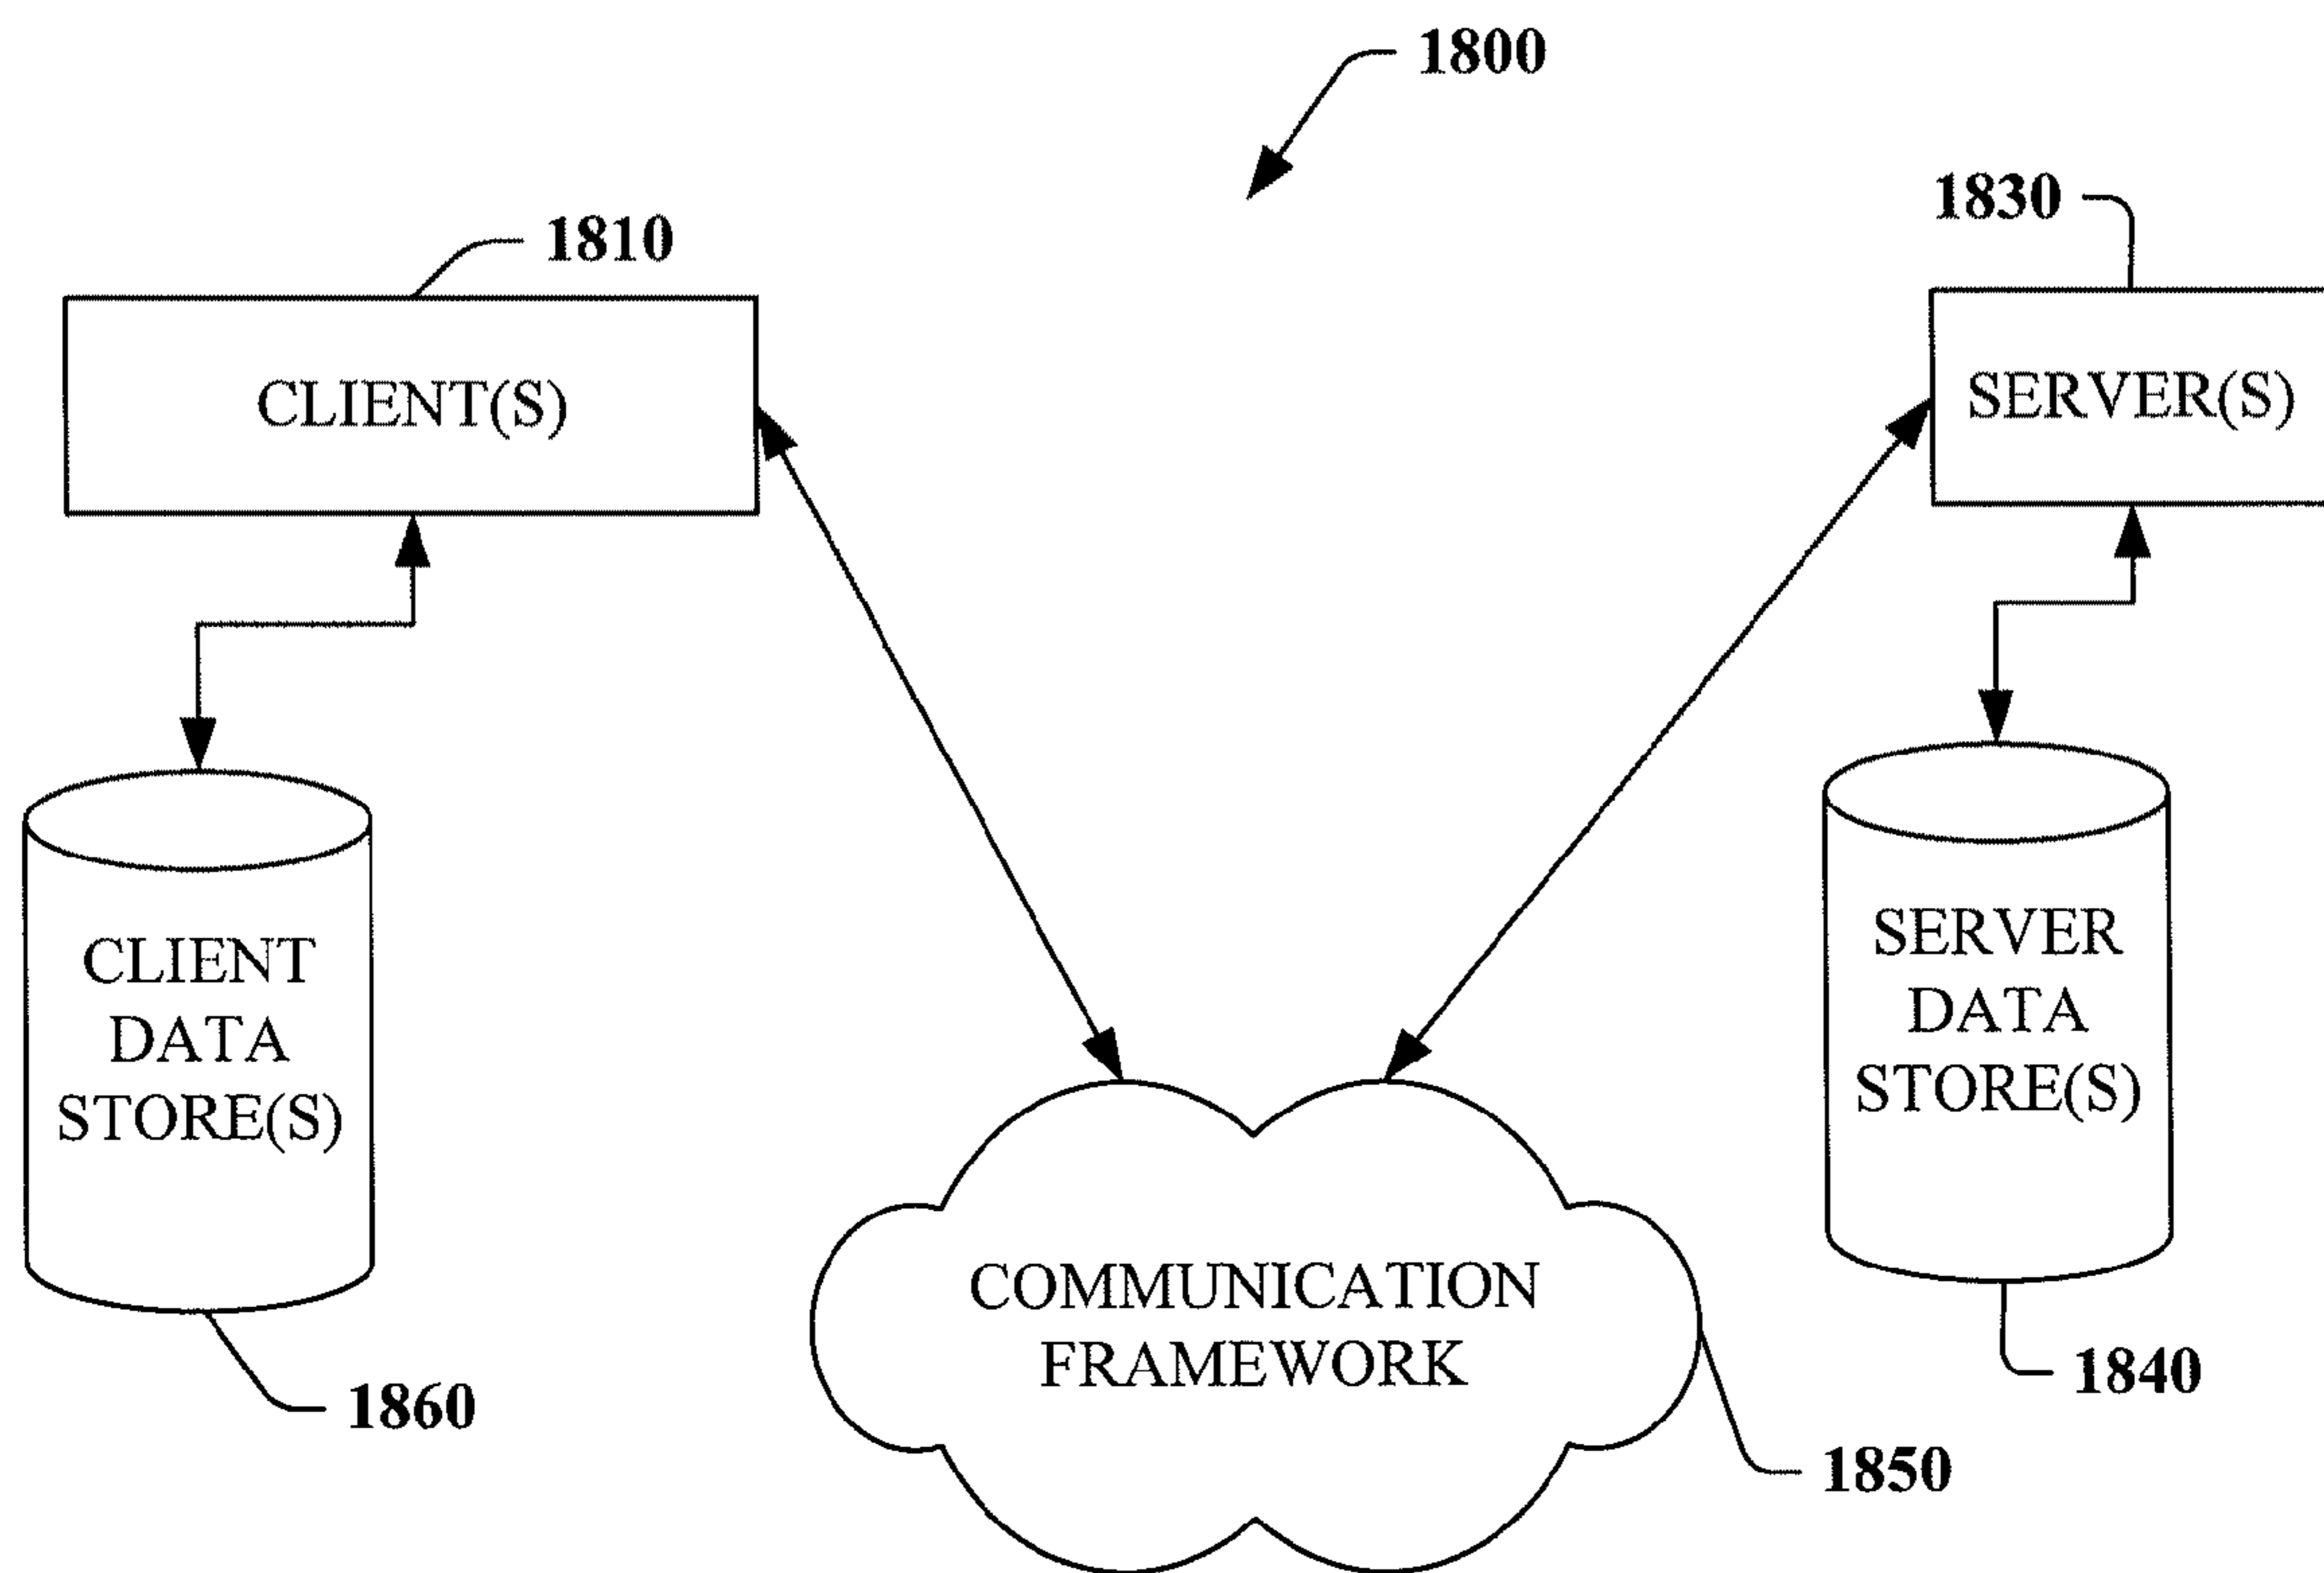 1800
1810
1830
CLIENT(S)
SERVER(S)
CLIENT
DATA
STORE(S)
SERVER
DATA
STORE(S)
COMMUNICATION
FRAMEWORK
1860
1840
1850